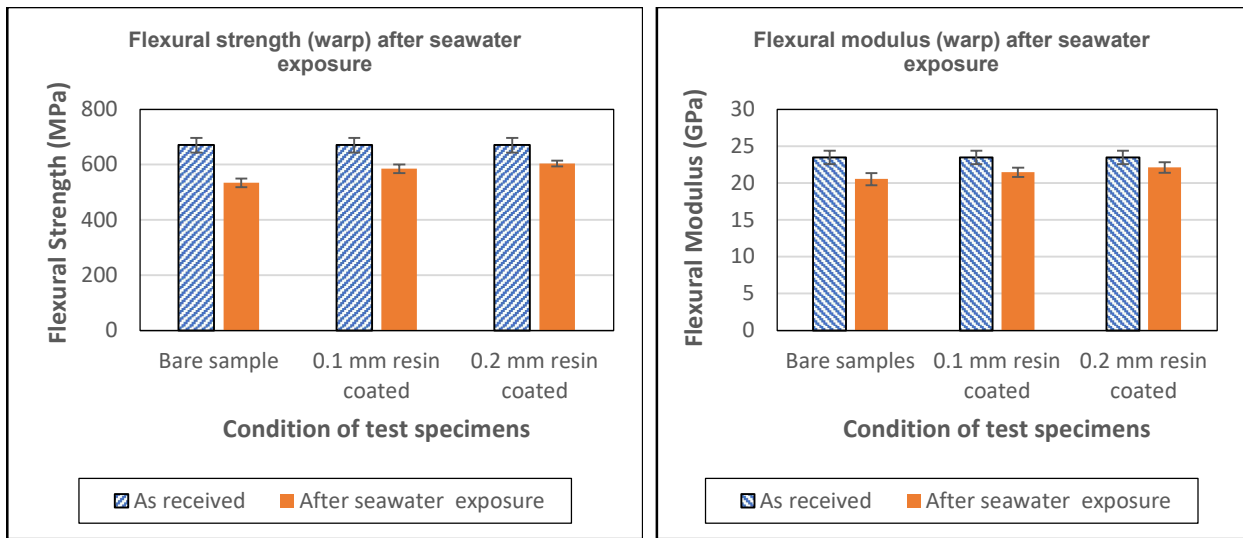 Flexural strength (warp) after seawater
exposure
Flexural Strength (MPa)
800
600
400
200
0
Bare sample
0.1 mm resin
coated
0.2 mm resin
coated
Condition of test specimens
As received
After seawater exposure
Flexural modulus (warp) after seawater
exposure
Flexural Modulus (GPa)
30
25
20
15
10
5
0
Bare samples
0.1 mm resin
coated
0.2 mm resin
coated
Condition of test specimens
As received
After seawater exposure